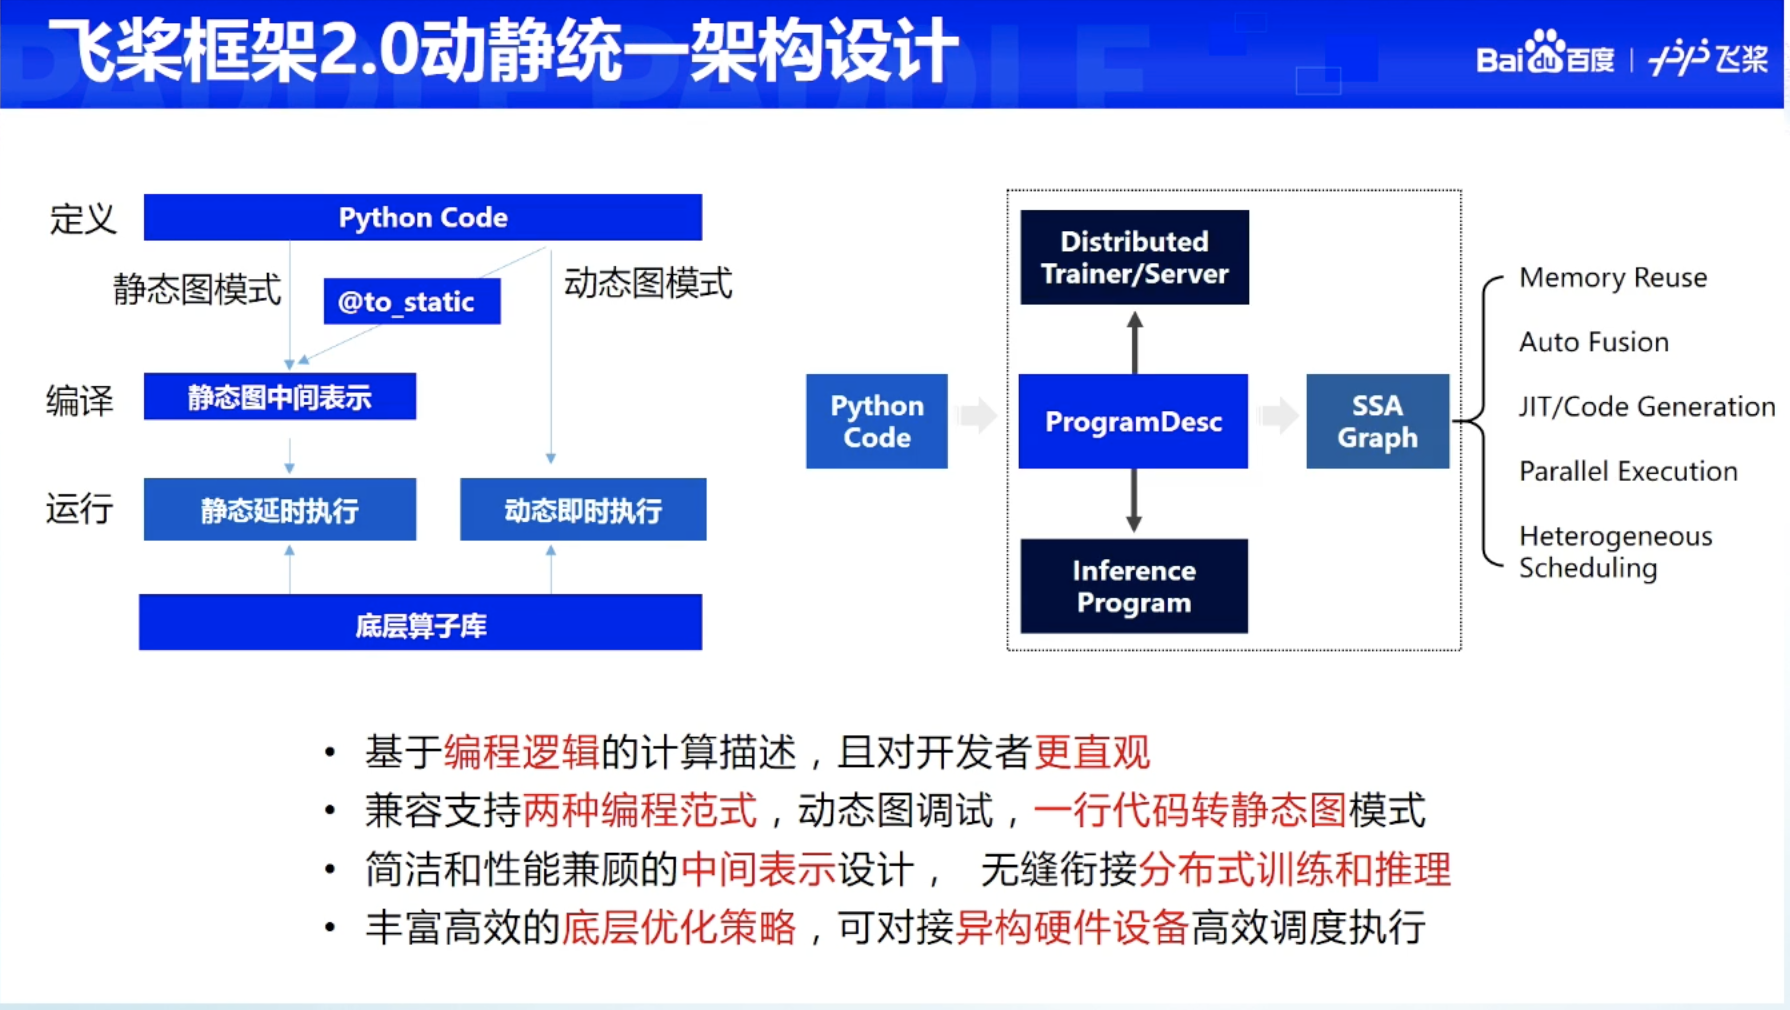 飞桨框架2.0动静统一架构设计
Bai du 百度 | 飞桨
定义
Python Code
静态图模式
@to_static
动态图模式
编译
静态图中间表示
运行
静态延时执行
动态即时执行
底层算子库
Distributed
Trainer/Server
Python
Code
ProgramDesc
SSA
Graph
Inference
Program
Memory Reuse
Auto Fusion
JIT/Code Generation
Parallel Execution
Heterogeneous
Scheduling
• 基于编程逻辑的计算描述，且对开发者更直观
• 兼容支持两种编程范式，动态图调试，一行代码转静态图模式
• 简洁和性能兼顾的中间表示设计， 无缝衔接分布式训练和推理
• 丰富高效的底层优化策略，可对接异构硬件设备高效调度执行